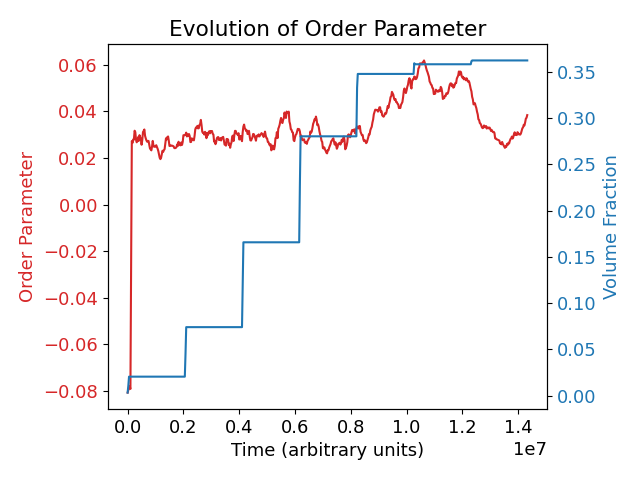 Evolution of Order Parameter
Order Parameter
0.06
0.04
0.02
0.00
−0.02
−0.04
−0.06
−0.08
0.35
0.30
0.25
0.20
0.15
0.10
0.05
0.00
Volume Fraction
0.0 0.2 0.4 0.6 0.8 1.0 1.2 1.4
1e7
Time (arbitrary units)